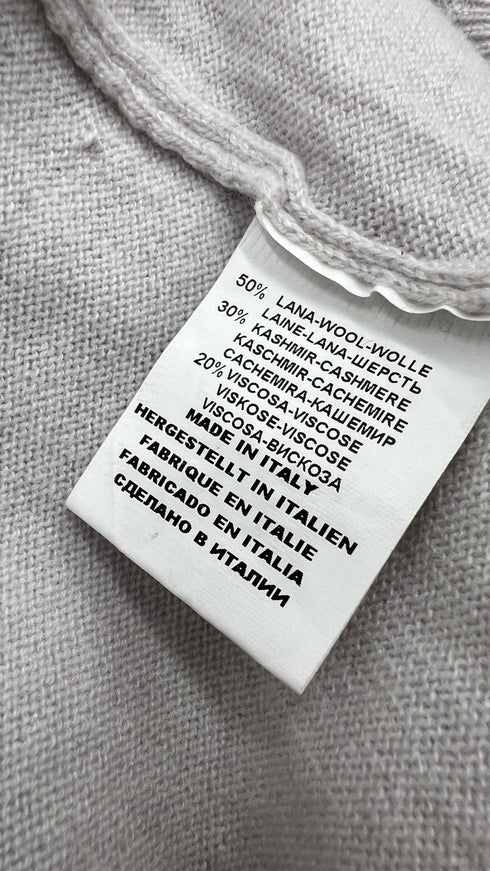 50% LANA-WOOL-WOLLE
LAINE-LANA-ШЕРСТЬ
30% KASHMIR-CASHMERE
KASCHMIR-CACHEMIRE
CACHEMIRA-КАШЕМИР
20% VISCOSA-VISCOSE
VISKOSE-VISCOSE
VISCOSA-ВИСКОЗА
MADE IN ITALY
HERGESTELLT IN ITALIEN
FABRIQUE EN ITALIE
FABRICADO EN ITALIA
СДЕЛАНО В ИТАЛИИ